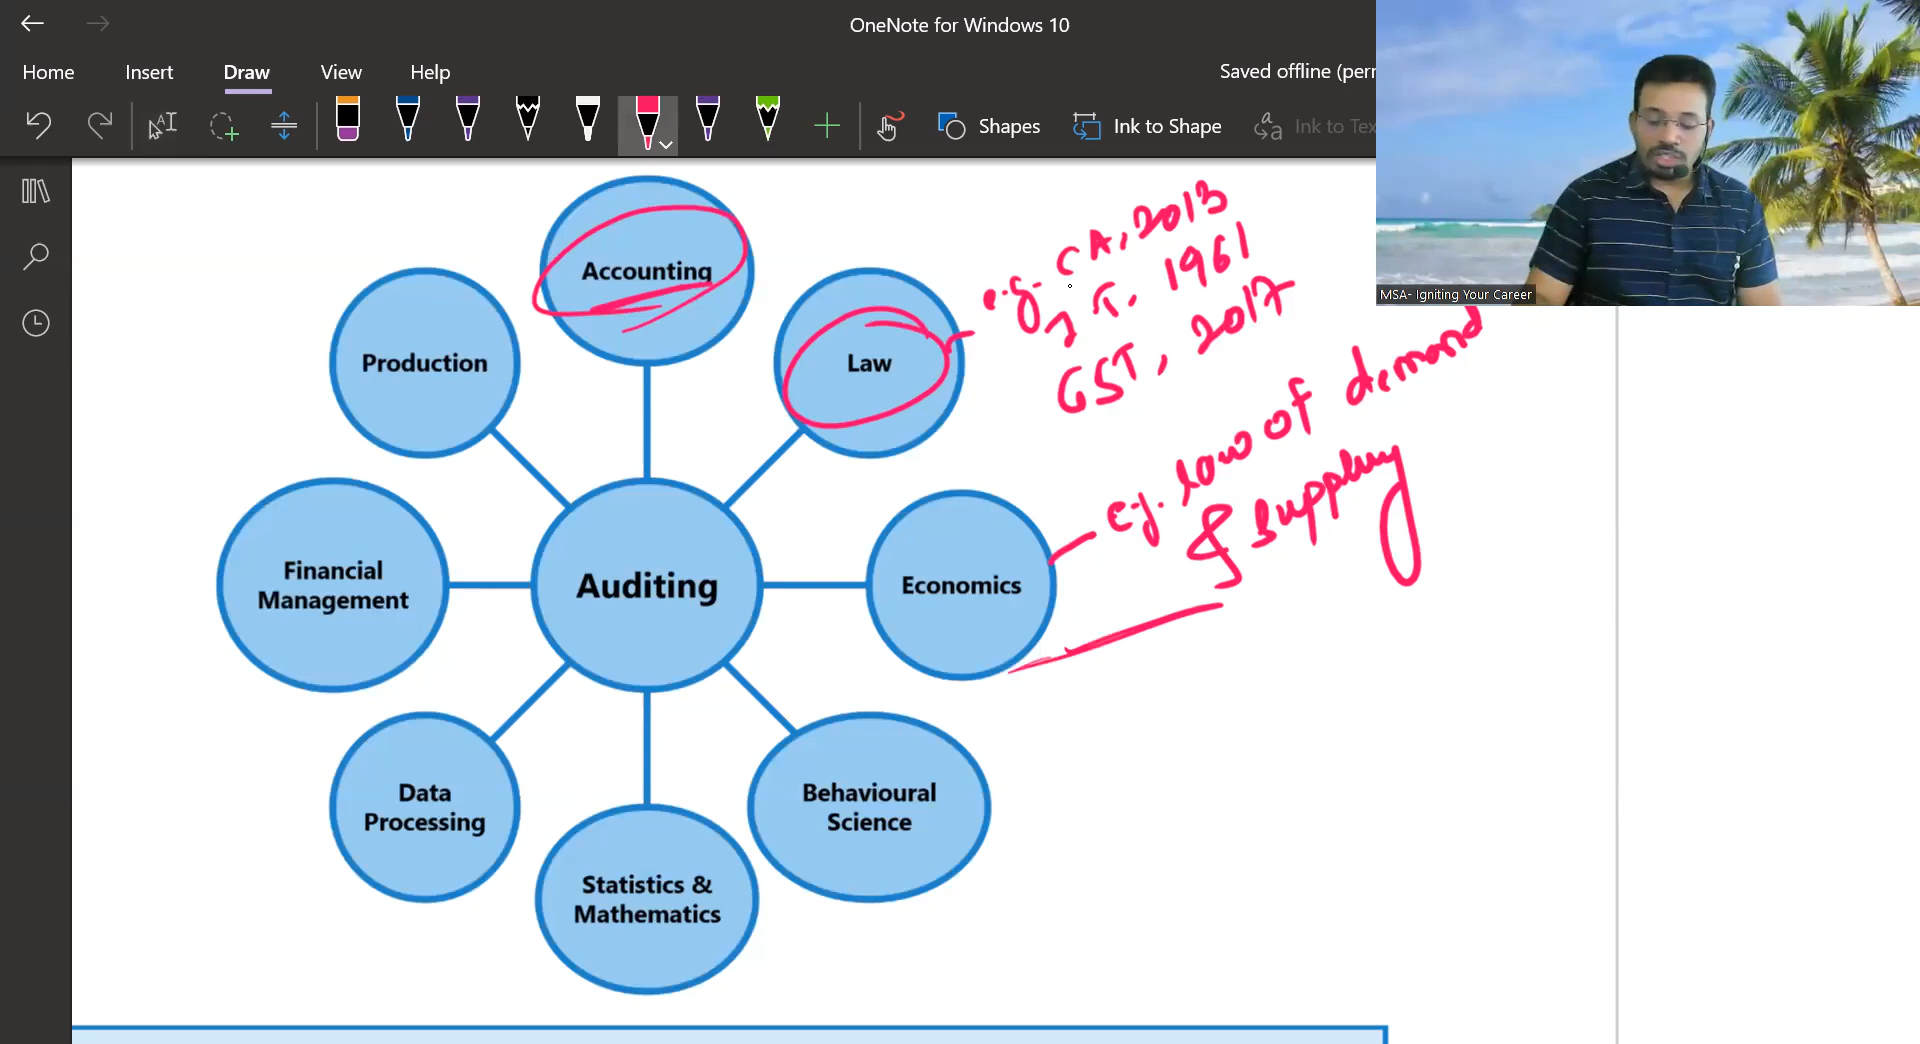 OneNote for Windows 10
Home Insert Draw View Help
Saved offline (per
Shapes
Ink to Shape
Ink to Tex
MSA- Igniting Your Career
Accounting
Production
Law
e.g. CA, 2013
I T. 1961
GST, 2017
Financial
Management
Auditing
Economics
e.g. law of demand
& supply
Data
Processing
Behavioural
Science
Statistics &
Mathematics